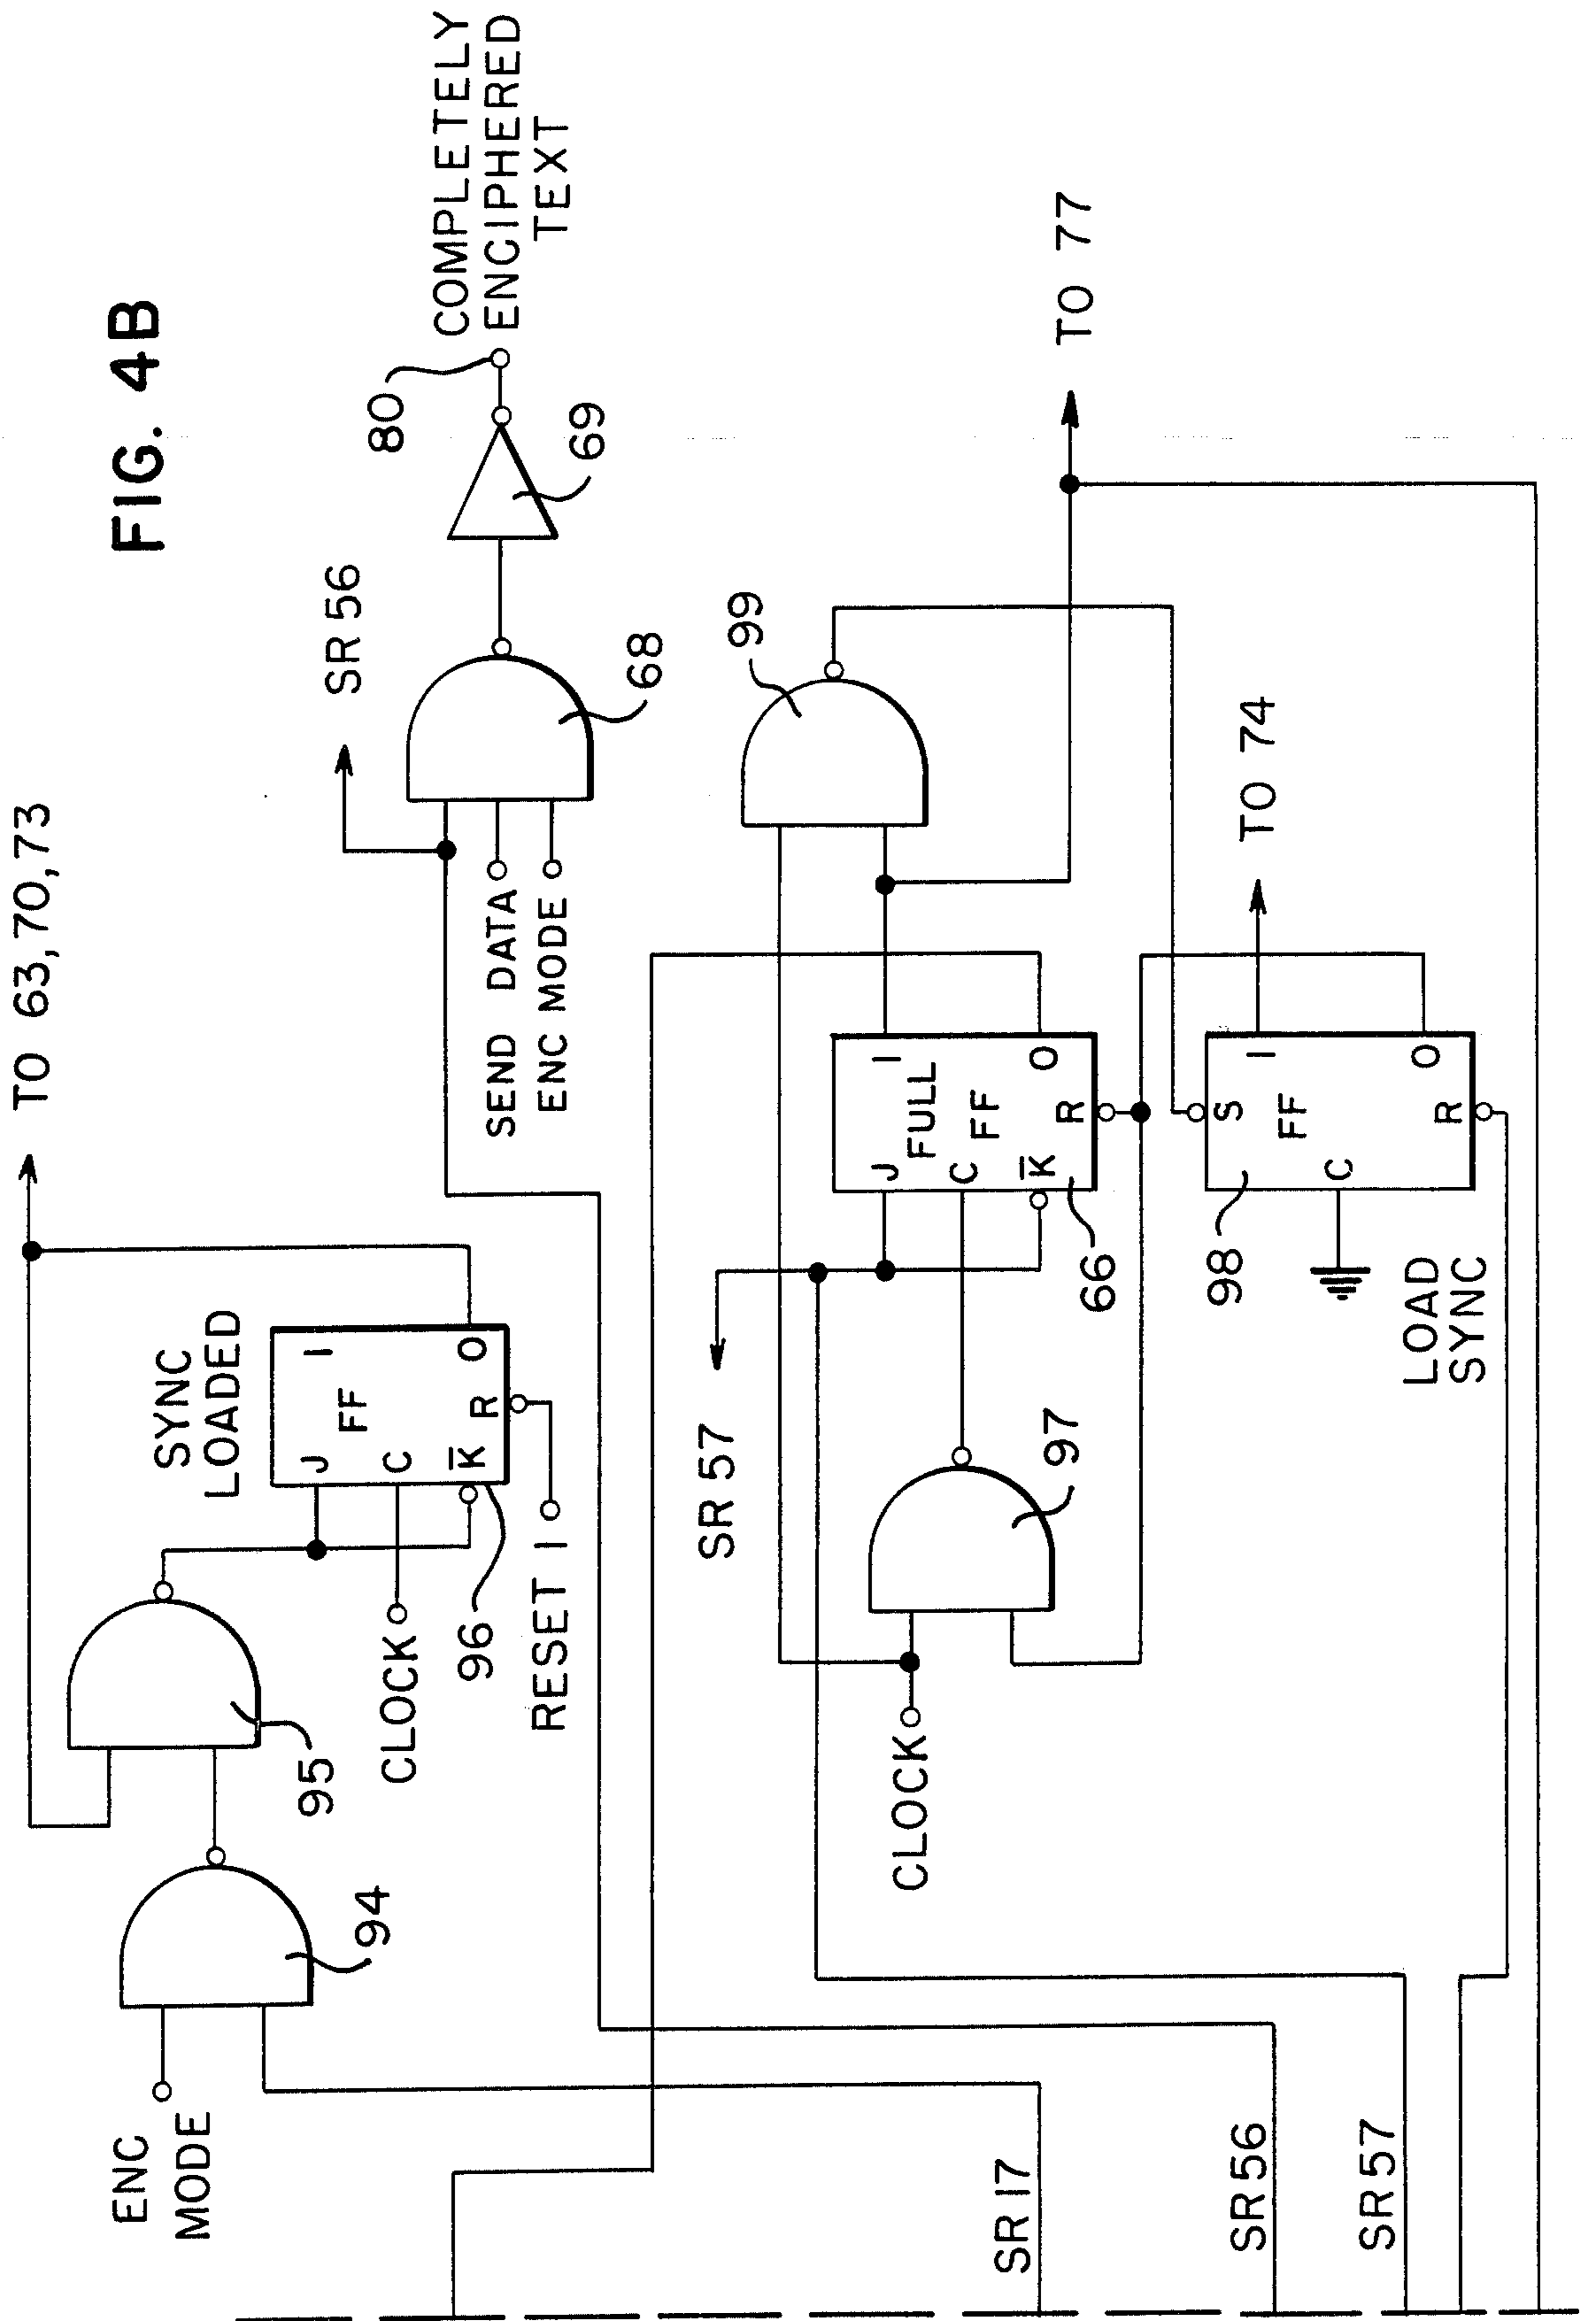 FIG. 4B
TO 63,70,73
ENC
MODE
94
95
SYNC
LOADED
J
I
FF
C
K̅
R
O
CLOCK
96
RESET 1
SR 56
SEND DATA
ENC MODE
68
69
80
COMPLETELY
ENCIPHERED
TEXT
SR 57
CLOCK
97
J
I
FULL
FF
C
K̅
R
O
66
99
TO 77
S
I
FF
C
R
O
98
TO 74
LOAD
SYNC
SR 17
SR 56
SR 57